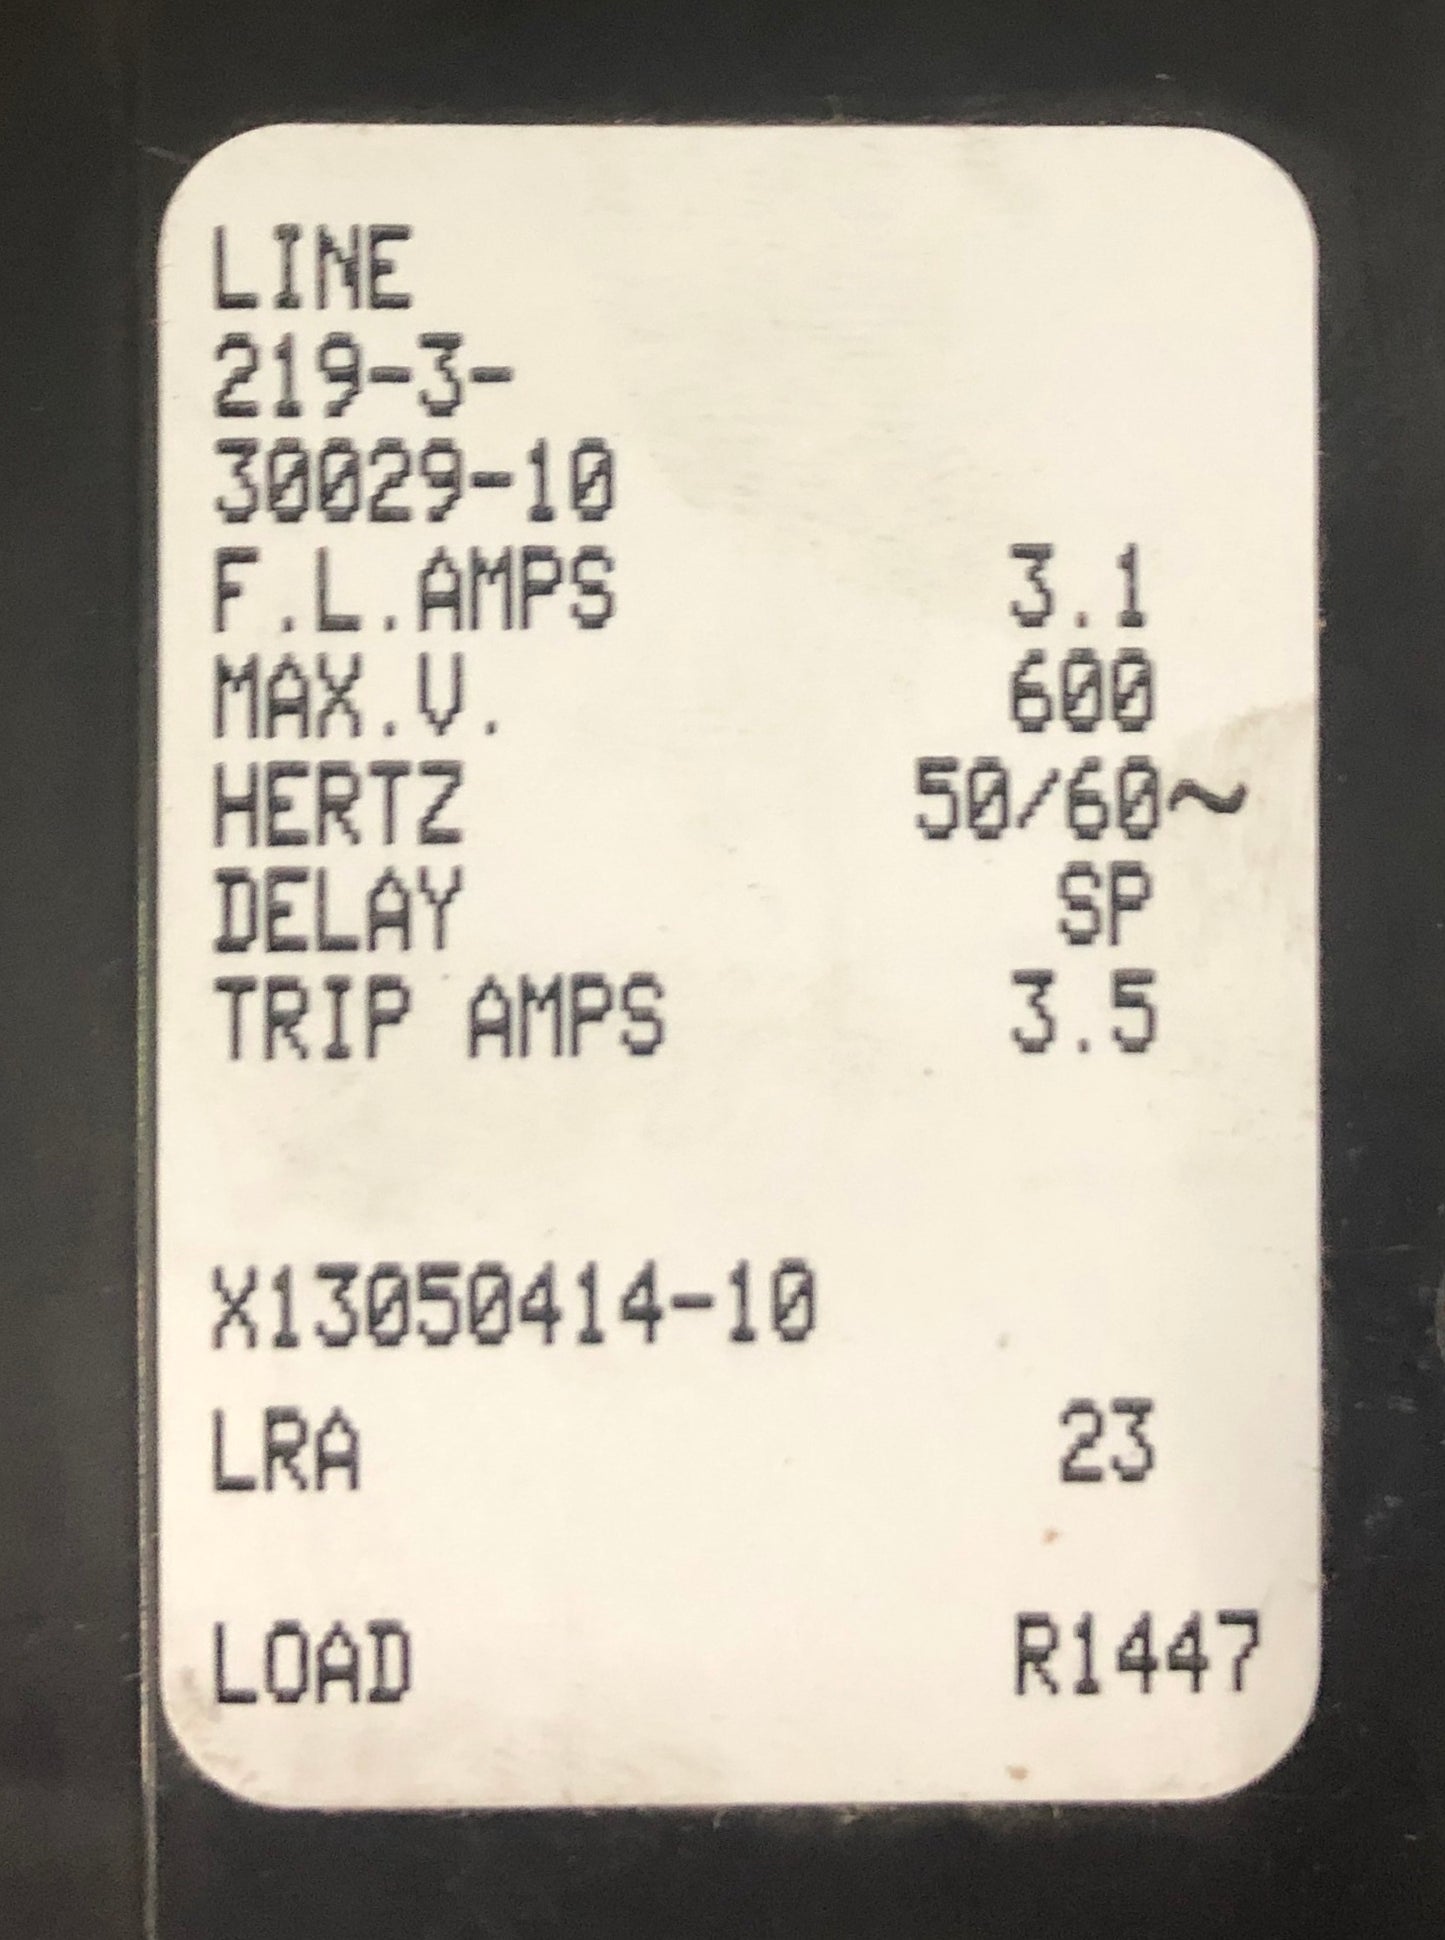 LINE
219-3-
30029-10
F.L.AMPS 3.1
MAX.V. 600
HERTZ 50/60~
DELAY SP
TRIP AMPS 3.5
X13050414-10
LRA 23
LOAD R1447